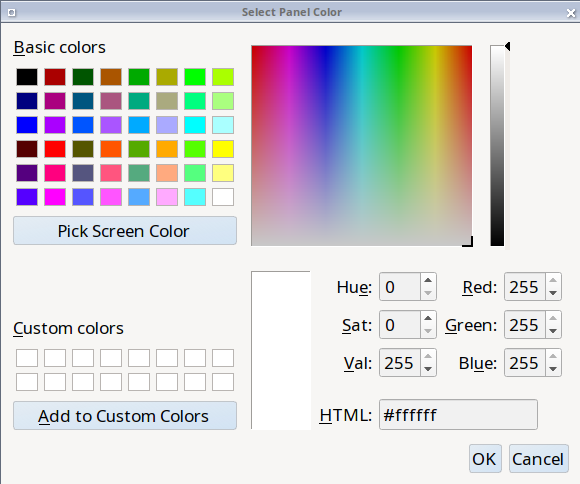 Select Panel Color
Basic colors
Pick Screen Color
Custom colors
Add to Custom Colors
Hue: 0 Red: 255
Sat: 0 Green: 255
Val: 255 Blue: 255
HTML: #ffffff
OK Cancel